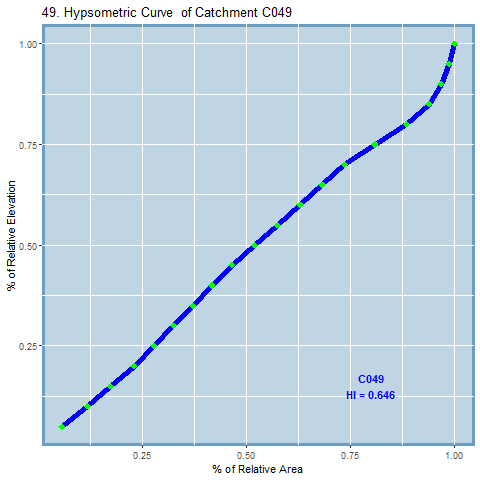 49. Hypsometric Curve  of Catchment C049
1.00
0.75
0.50
0.25
% of Relative Elevation
C049
HI = 0.646
0.25
0.50
0.75
1.00
% of Relative Area